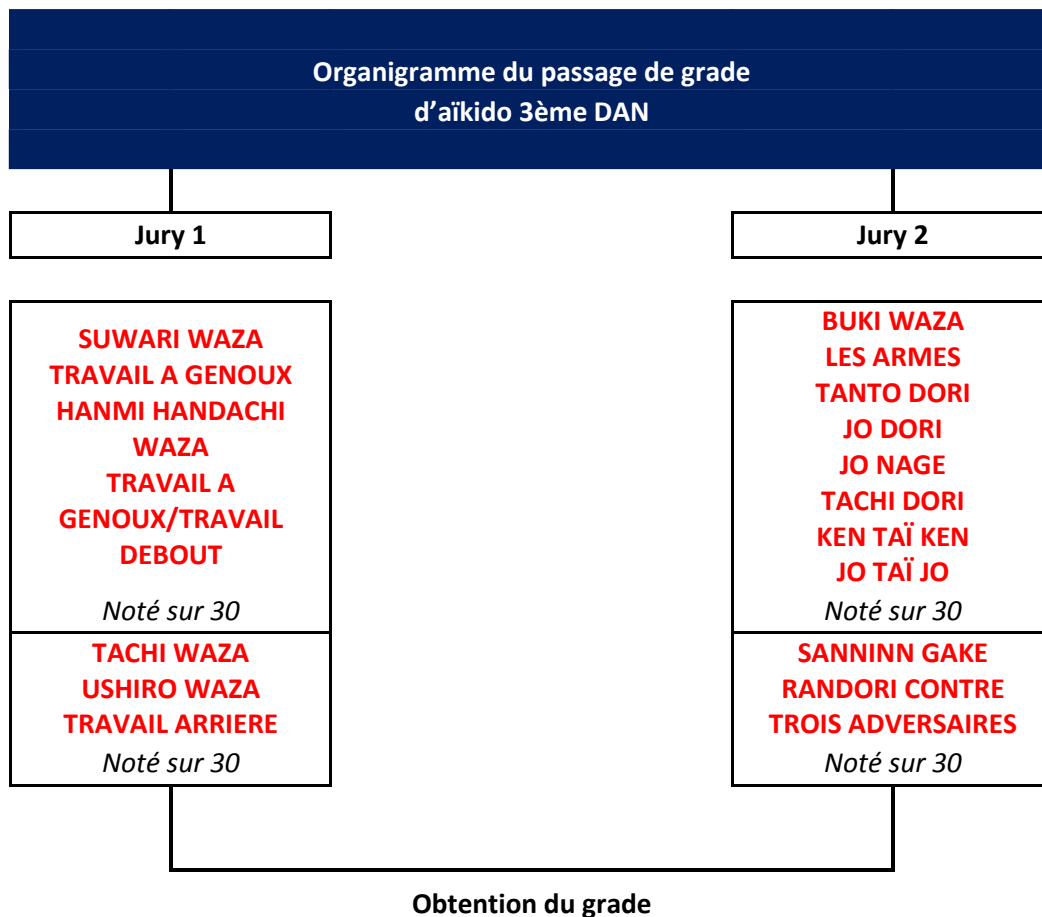 Organigramme du passage de grade
d'aïkido 3ème DAN
Jury 1
SUWARI WAZA
TRAVAIL A GENOUX
HANMI HANDACHI
WAZA
TRAVAIL A
GENOUX/TRAVAIL
DEBOUT
Noté sur 30
TACHI WAZA
USHIRO WAZA
TRAVAIL ARRIERE
Noté sur 30
Jury 2
BUKI WAZA
LES ARMES
TANTO DORI
JO DORI
JO NAGE
TACHI DORI
KEN TAÏ KEN
JO TAÏ JO
Noté sur 30
SANNINN GAKE
RANDORI CONTRE
TROIS ADVERSAIRES
Noté sur 30
Obtention du grade